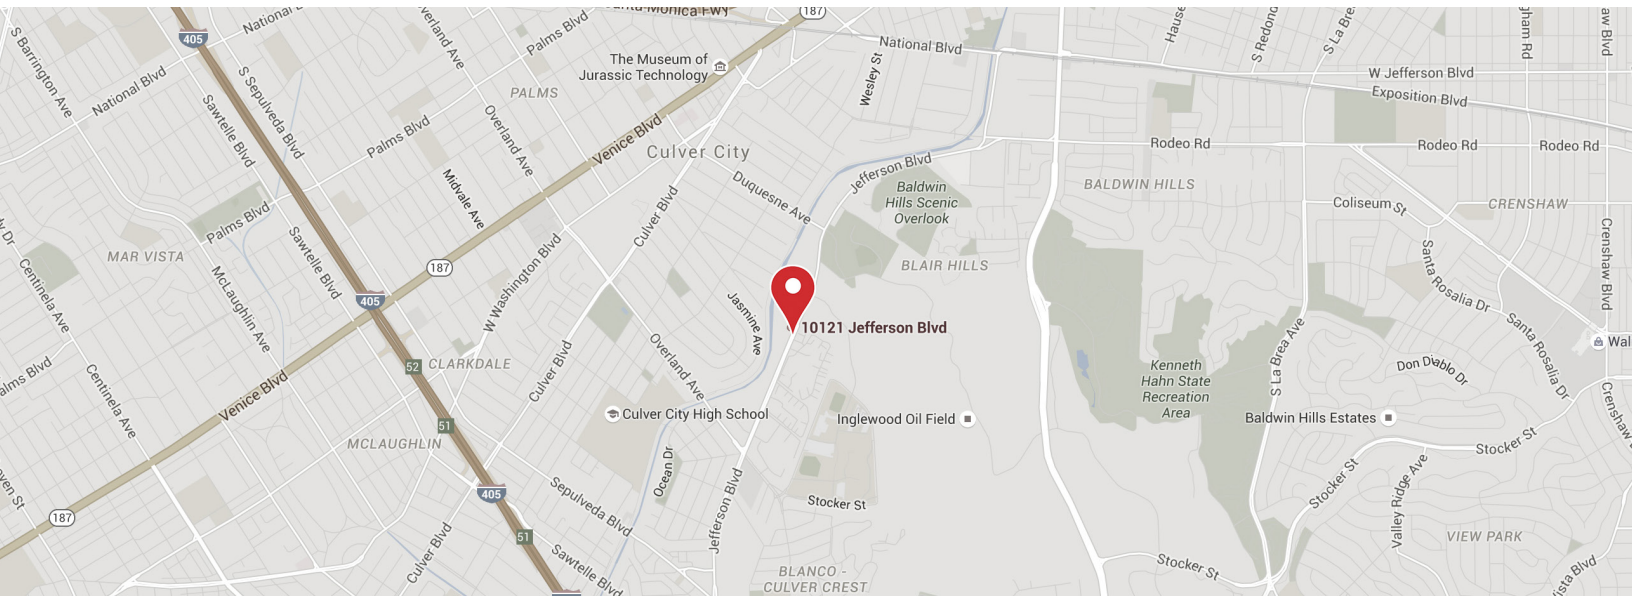 Santa Monica FWY
187
National B
405
S Barrington Ave
Overland Ave
Palms Blvd
National Blvd
The Museum of
Jurassic Technology
National Blvd
Wesley St
S Redond
S La Brea
W Jefferson Blvd
Exposition Blvd
PALMS
National Blvd
S Sepulveda Blvd
Sawtelle Blvd
Palms Blvd
Overland Ave
Venice Blvd
Culver City
Jefferson Blvd
Rodeo Rd
Rodeo Rd
Rodeo Rd
Midvale Ave
Duquesne Ave
Baldwin
Hills Scenic
Overlook
BALDWIN HILLS
Coliseum St
CRENSHAW
Palms Blvd
Culver Blvd
MAR VISTA
Sawtelle Blvd
187
W Washington Blvd
BLAIR HILLS
Crenshaw Blvd
Santa Rosalia Dr
Centinela Ave
McLaughlin Ave
405
Jasmine Ave
10121 Jefferson Blvd
Santa Rosalia Dr
S La Brea Ave
Wal
52
CLARKDALE
Overland Ave
Culver Blvd
Kenneth
Hahn State
Recreation
Area
Don Diablo Dr
alms Blvd
Venice Blvd
Centinela Ave
Culver City High School
Inglewood Oil Field
Baldwin Hills Estates
Crenshaw
51
MCLAUGHLIN
Stocker St
Ocean Dr
Stocker St
Valley Ridge Ave
405
Sepulveda Blvd
Jefferson Blvd
Stocker St
187
51
VIEW PARK
Culver Blvd
Sawtelle Blvd
BLANCO -
CULVER CREST
Stocker St
ista Blvd